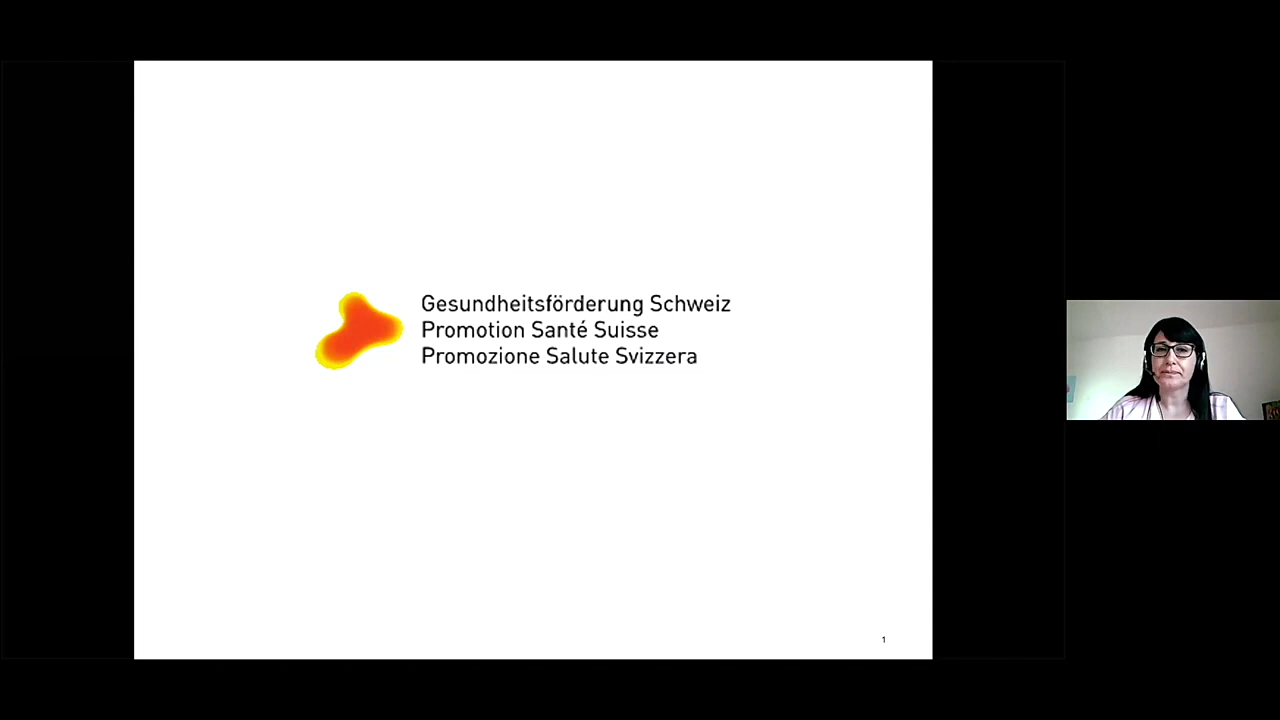 Gesundheitsförderung Schweiz
Promotion Santé Suisse
Promozione Salute Svizzera
1